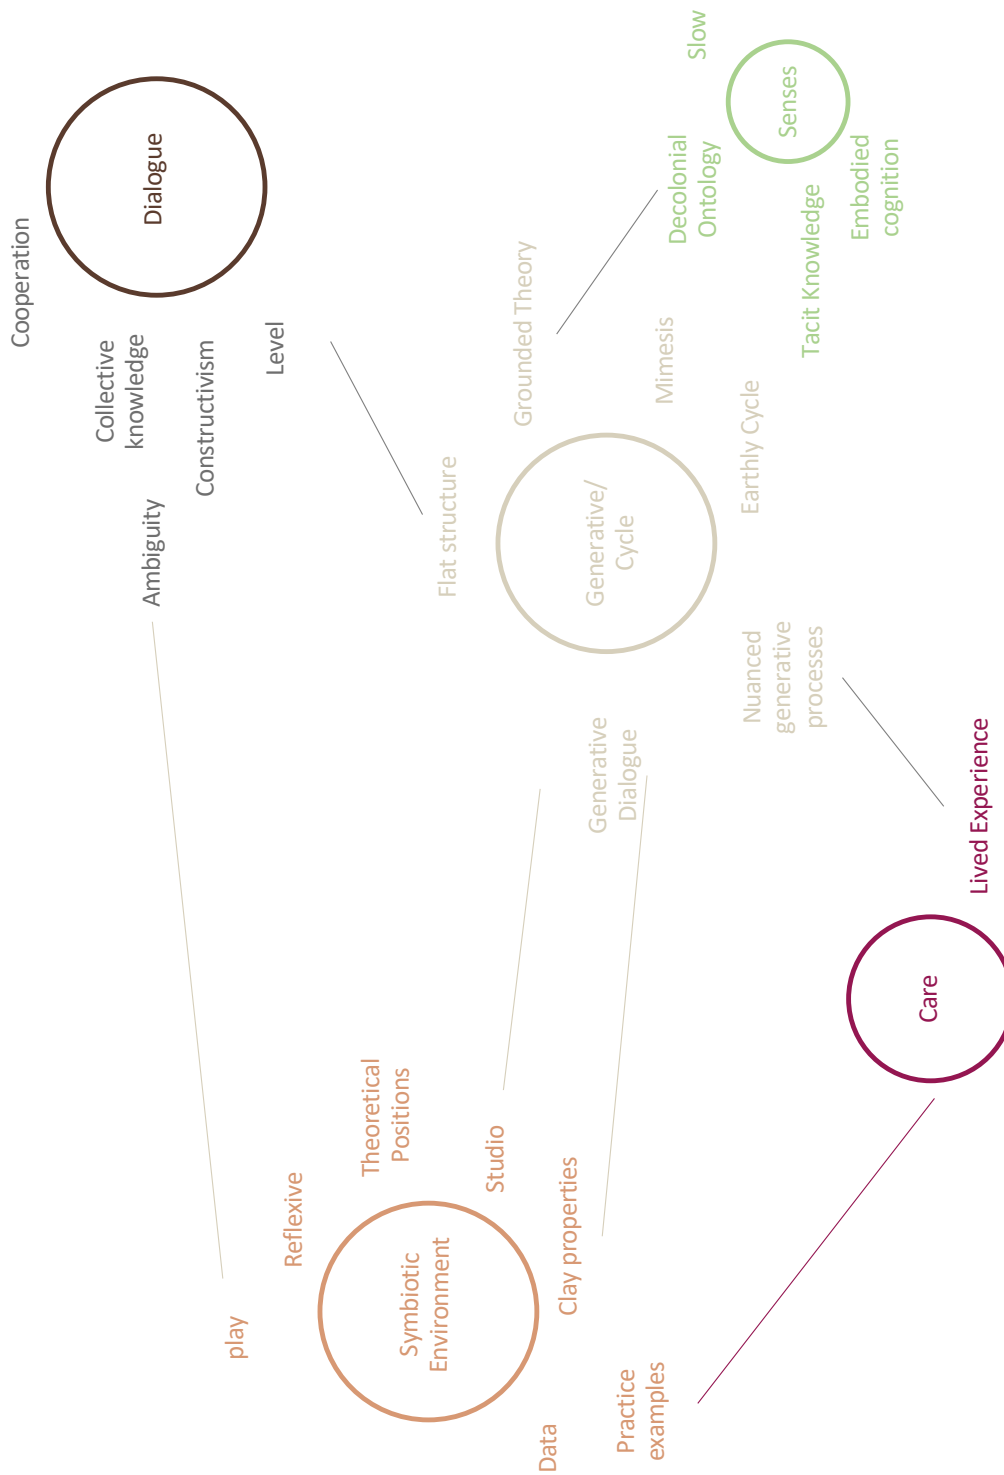 Cooperation
Dialogue
Collective
knowledge
Constructivism
Level
Ambiguity
Slow
Senses
Decolonial
Ontology
Tacit Knowledge
Embodied
cognition
Grounded Theory
Mimesis
Earthly Cycle
Flat structure
Generative/
Cycle
Nuanced
generative
processes
Generative
Dialogue
Lived Experience
Care
Theoretical
Positions
Studio
Reflexive
Clay properties
Symbiotic
Environment
play
Practice
examples
Data